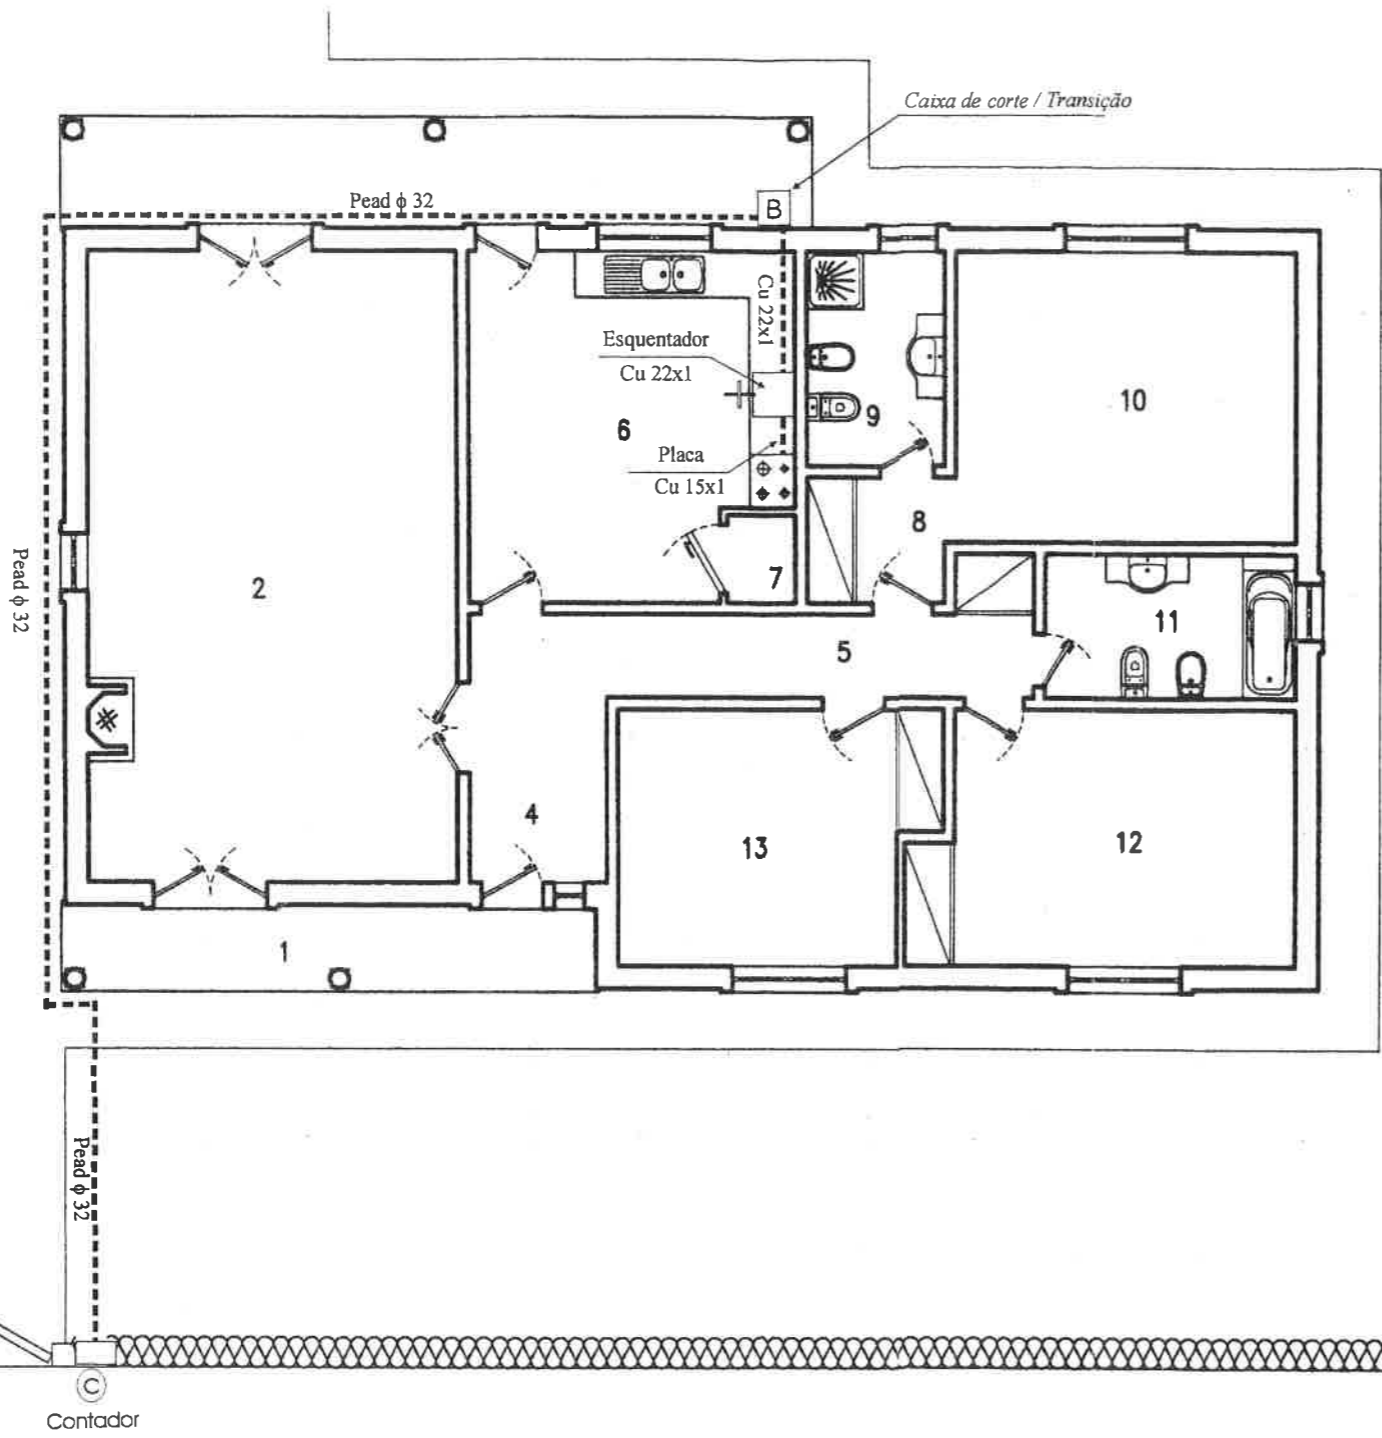 Caixa de corte / Transição
Pead ϕ 32
B
Cu 22x1
Esquentador
Cu 22x1
10
6
9
Placa
Cu 15x1
8
Pead ϕ 32
2
7
11
5
4
13
12
1
Pead ϕ 32
C
Contador